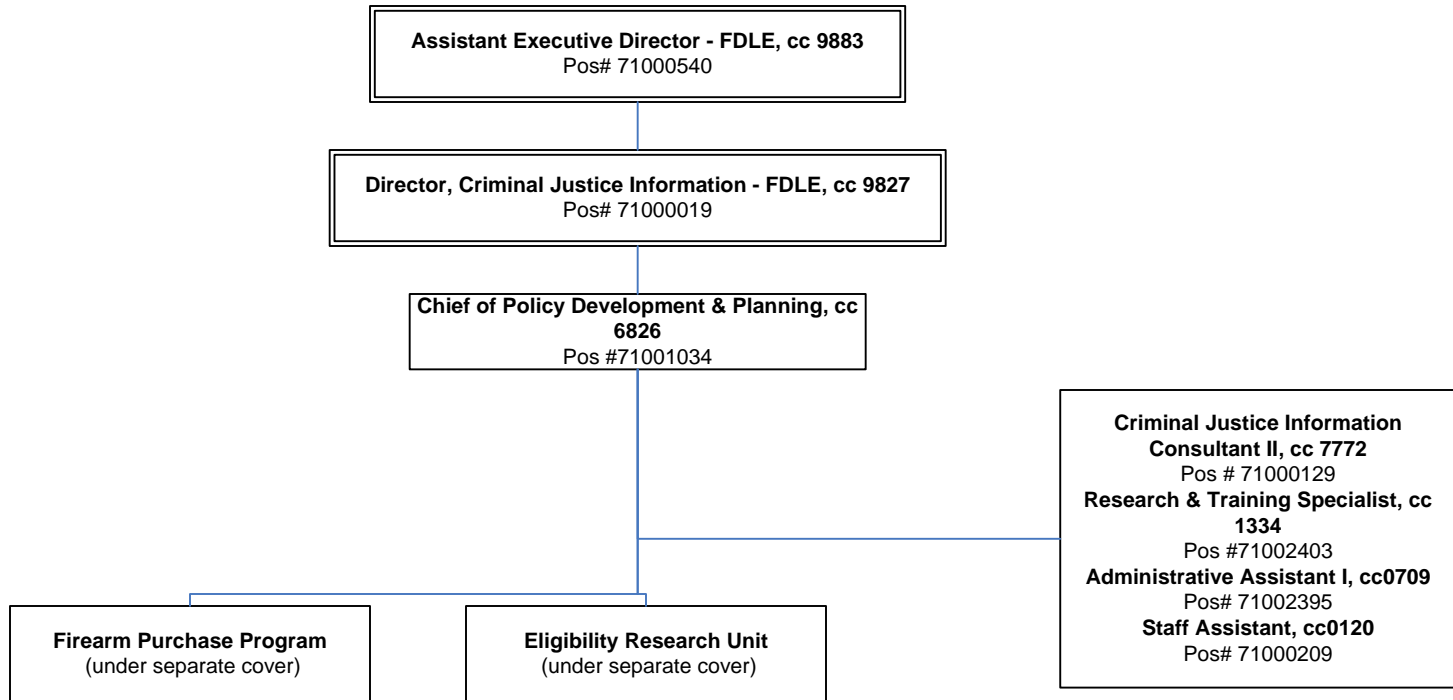 Assistant Executive Director - FDLE, cc 9883
Pos# 71000540
Director, Criminal Justice Information - FDLE, cc 9827
Pos# 71000019
Chief of Policy Development & Planning, cc
6826
Pos #71001034
Criminal Justice Information
Consultant II, cc 7772
Pos # 71000129
Research & Training Specialist, cc
1334
Pos #71002403
Administrative Assistant I, cc0709
Pos# 71002395
Staff Assistant, cc0120
Pos# 71000209
Firearm Purchase Program
(under separate cover)
Eligibility Research Unit
(under separate cover)